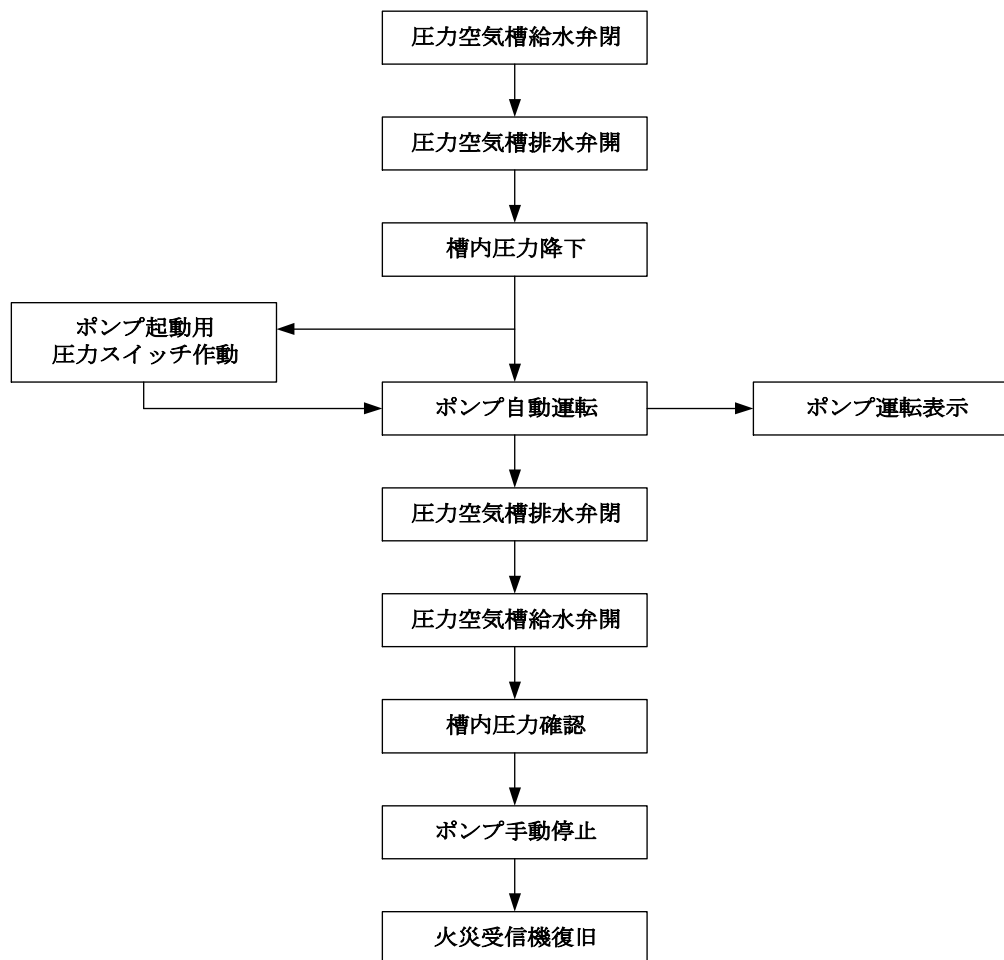 圧力空気槽給水弁閉
圧力空気槽排水弁開
槽内圧力降下
ポンプ起動用
圧力スイッチ作動
ポンプ自動運転
ポンプ運転表示
圧力空気槽排水弁閉
圧力空気槽給水弁開
槽内圧力確認
ポンプ手動停止
火災受信機復旧